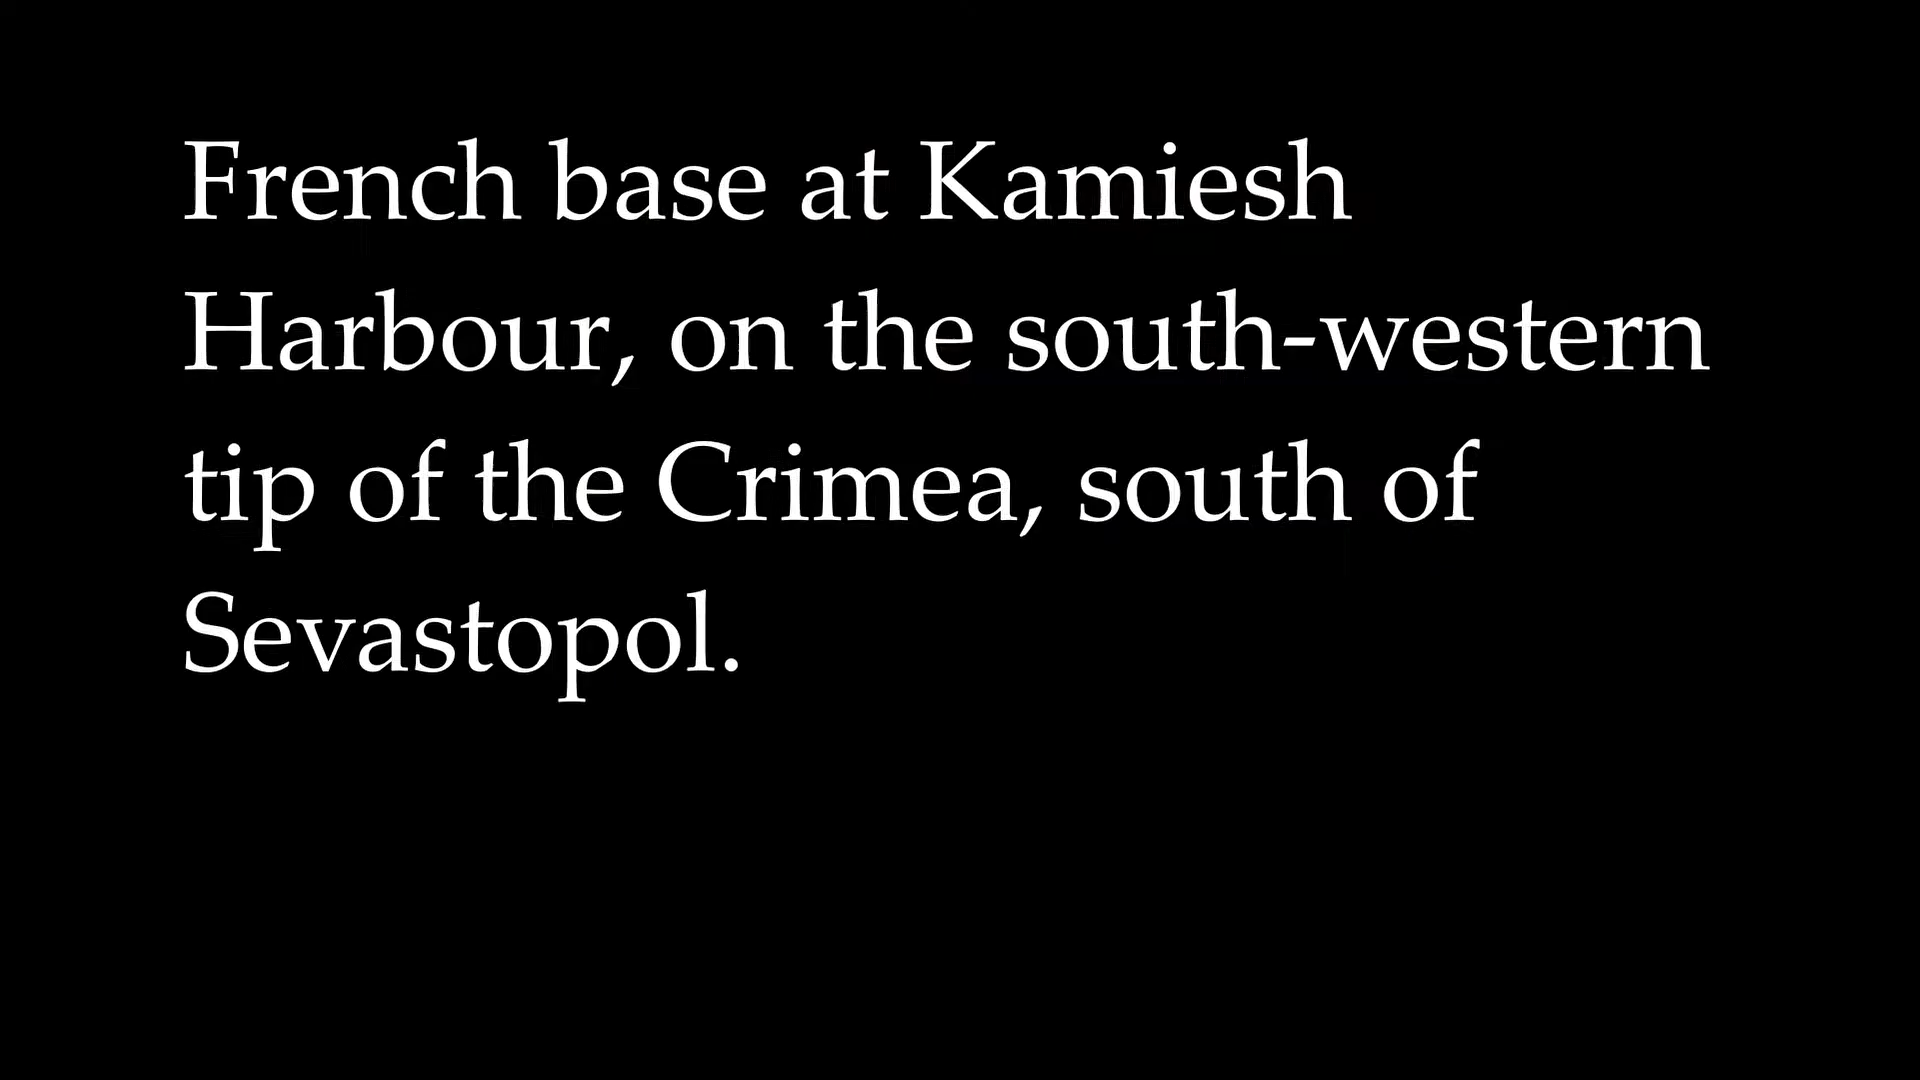 French base at Kamiesh
Harbour, on the south-western
tip of the Crimea, south of
Sevastopol.